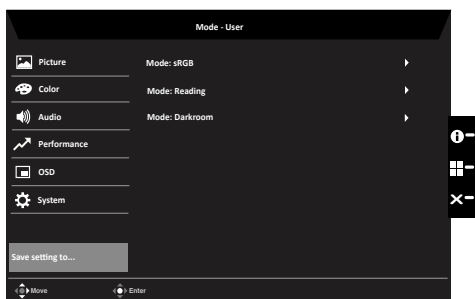 Mode - User
Picture
Mode: sRGB
Color
Mode: Reading
Audio
Mode: Darkroom
Performance
OSD
System
Save setting to...
Move
Enter